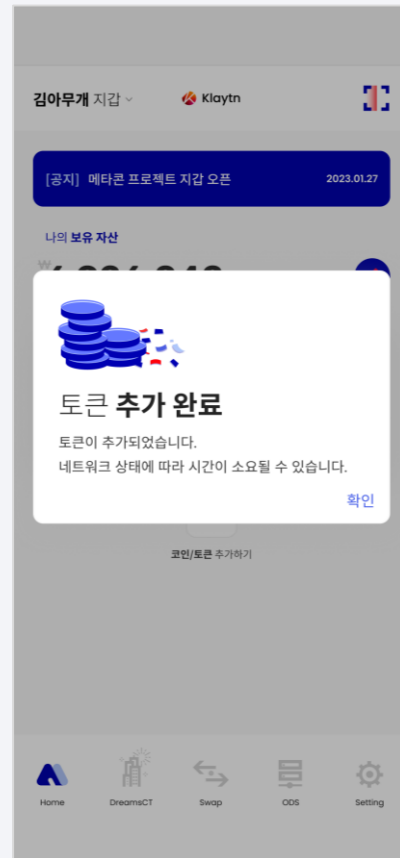 김아무개 지갑
Klaytn
[공지] 메타콘 프로젝트 지갑 오픈 2023.01.27
나의 보유 자산
토큰 추가 완료
토큰이 추가되었습니다.
네트워크 상태에 따라 시간이 소요될 수 있습니다.
확인
코인/토큰 추가하기
Home DreamsCT Swap ODS Setting